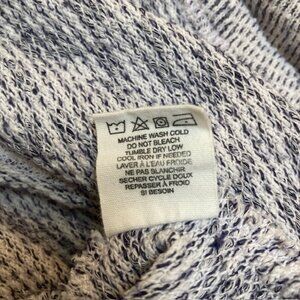 MACHINE WASH COLD
DO NOT BLEACH
TUMBLE DRY LOW
COOL IRON IF NEEDED
LAVER À L'EAU FROIDE
NE PAS BLANCHIR
SECHER CYCLE DOUX
REPASSER À FROID
SI BESOIN